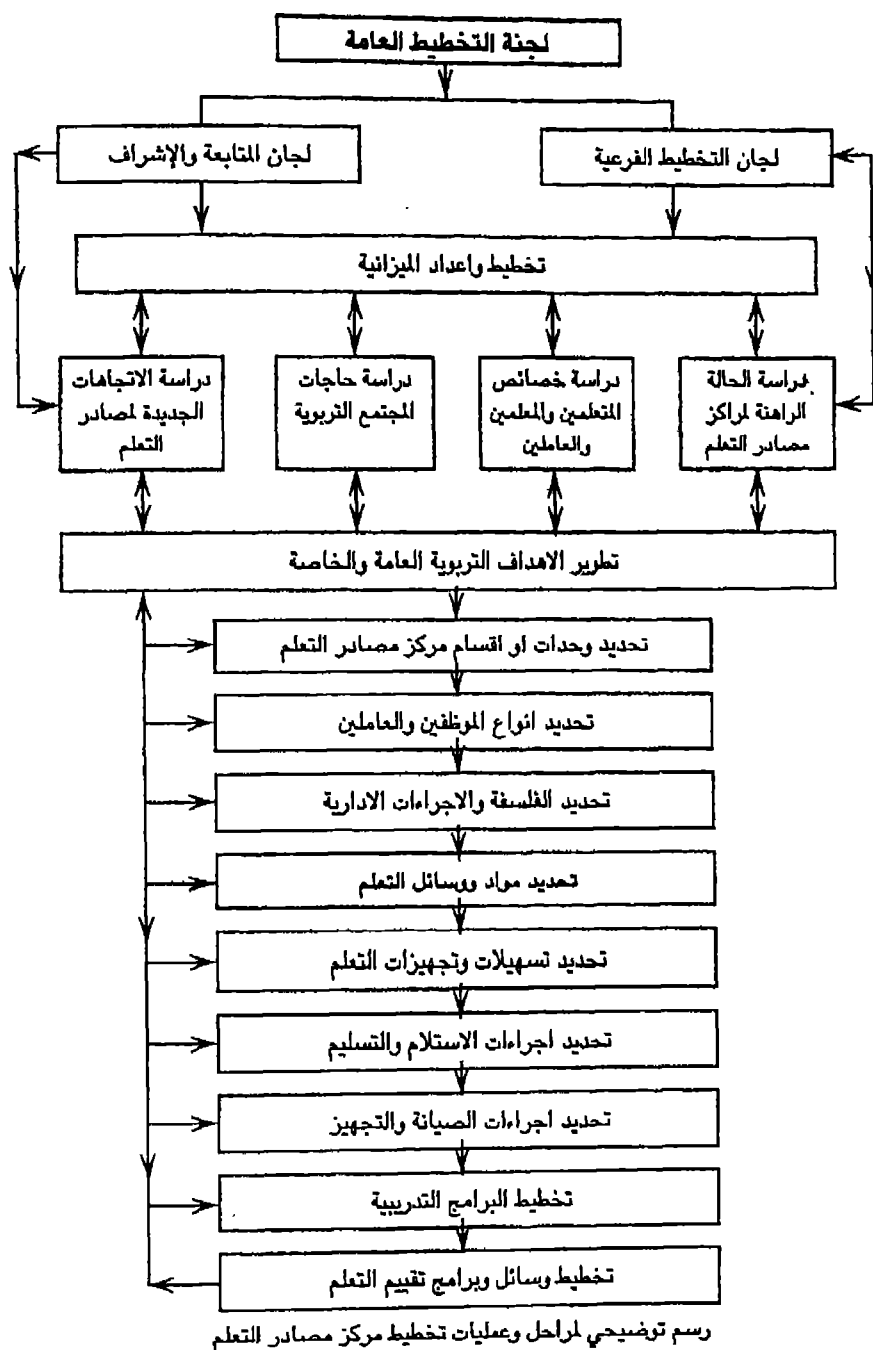 لجنة التخطيط العامة
لجان التخطيط الفرعية
لجان المتابعة والإشراف
تخطيط واعداد الميزانية
دراسة الحالة
الراهنة لمراكز
مصادر التعلم
دراسة خصائص
المتعلمين والمعلمين
والعاملين
دراسة حاجات
المجتمع التربوية
دراسة الاتجاهات
الجديدة لمصادر
التعلم
تطوير الاهداف التربوية العامة والخاصة
تحديد وحدات او اقسام مركز مصادر التعلم
تحديد انواع الموظفين والعاملين
تحديد الفلسفة والاجراءات الادارية
تحديد مواد ووسائل التعلم
تحديد تسهيلات وتجهيزات التعلم
تحديد اجراءات الاستلام والتسليم
تحديد اجراءات الصيانة والتجهيز
تخطيط البرامج التدريبية
تخطيط وسائل وبرامج تقييم التعلم
رسم توضيحي لمراحل وعمليات تخطيط مركز مصادر التعلم